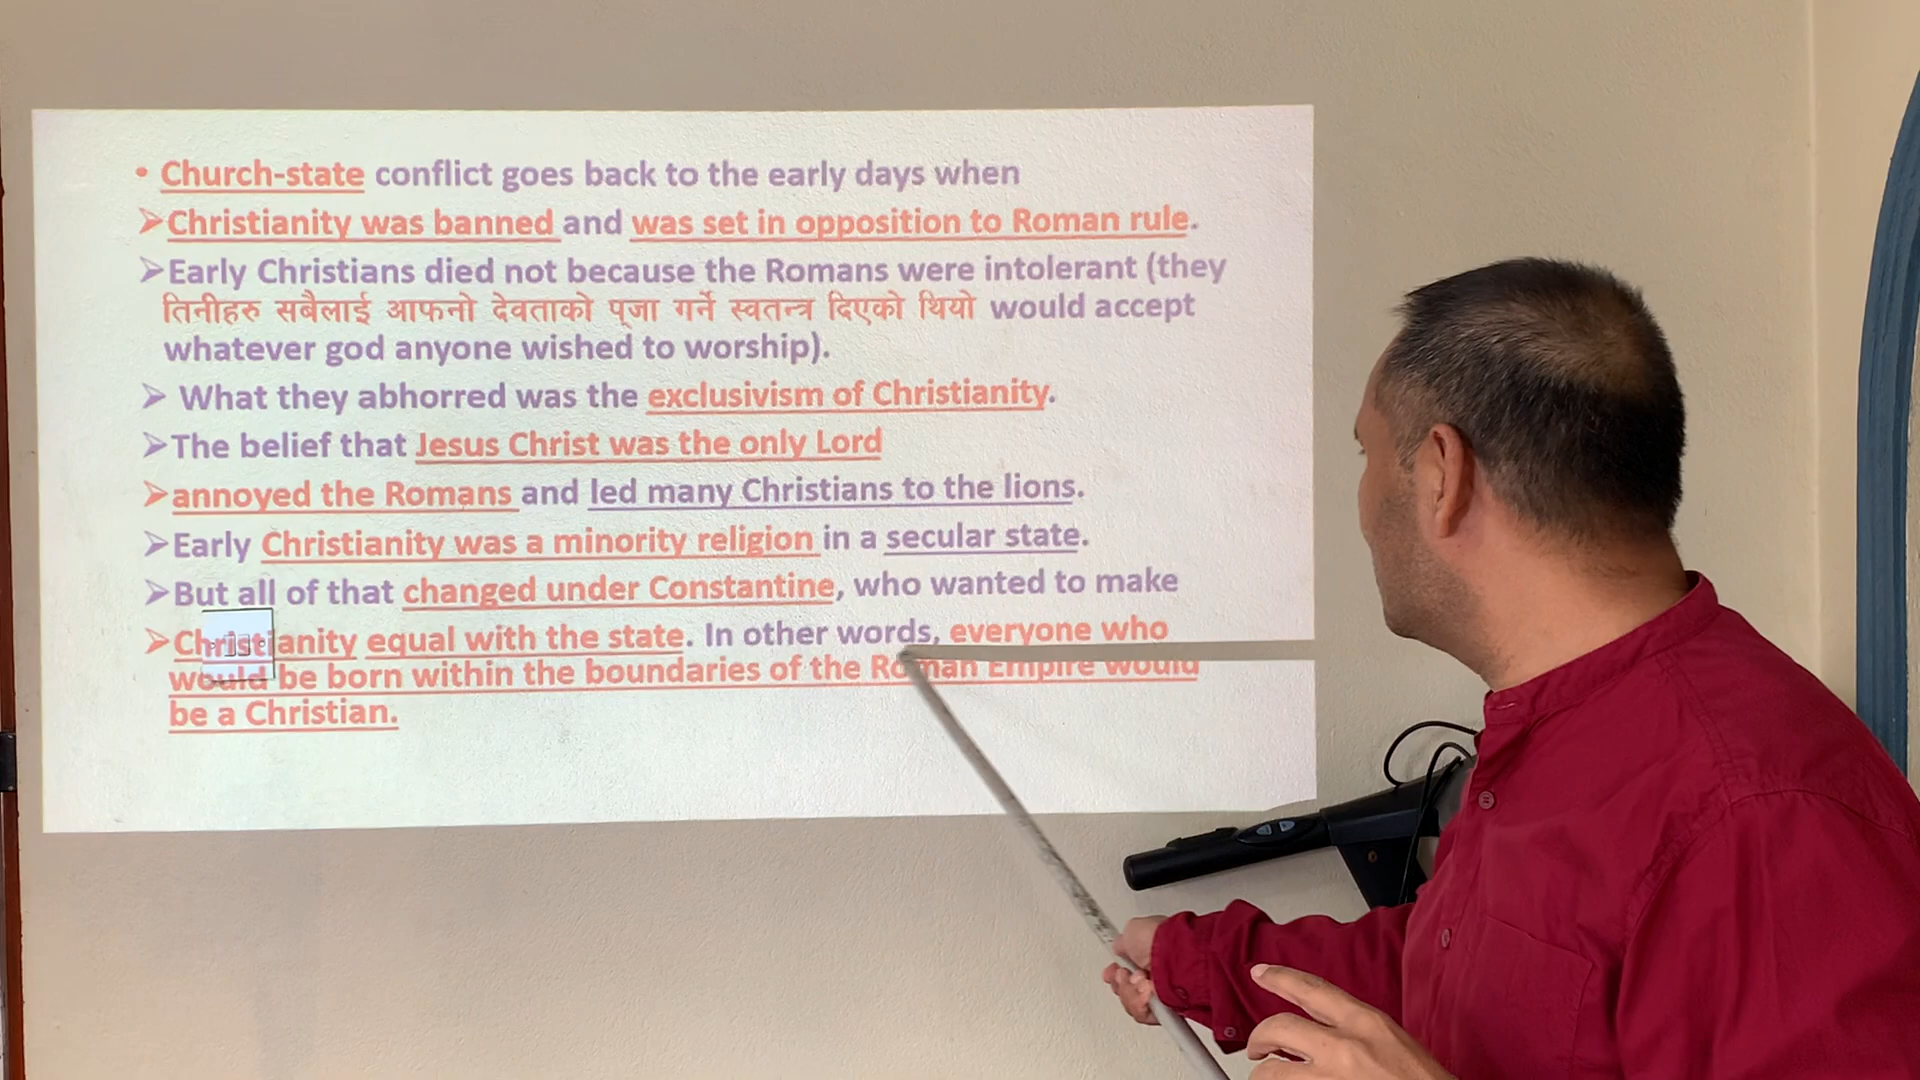 • Church-state conflict goes back to the early days when
➢Christianity was banned and was set in opposition to Roman rule.
➢Early Christians died not because the Romans were intolerant (they
तिनीहरु सबैलाई आफनो देवताको पूजा गर्ने स्वतन्त्र दिएको थियो would accept
whatever god anyone wished to worship).
➢ What they abhorred was the exclusivism of Christianity.
➢The belief that Jesus Christ was the only Lord
➢annoyed the Romans and led many Christians to the lions.
➢Early Christianity was a minority religion in a secular state.
➢But all of that changed under Constantine, who wanted to make
➢Christianity equal with the state. In other words, everyone who
would be born within the boundaries of the Roman Empire would
be a Christian.